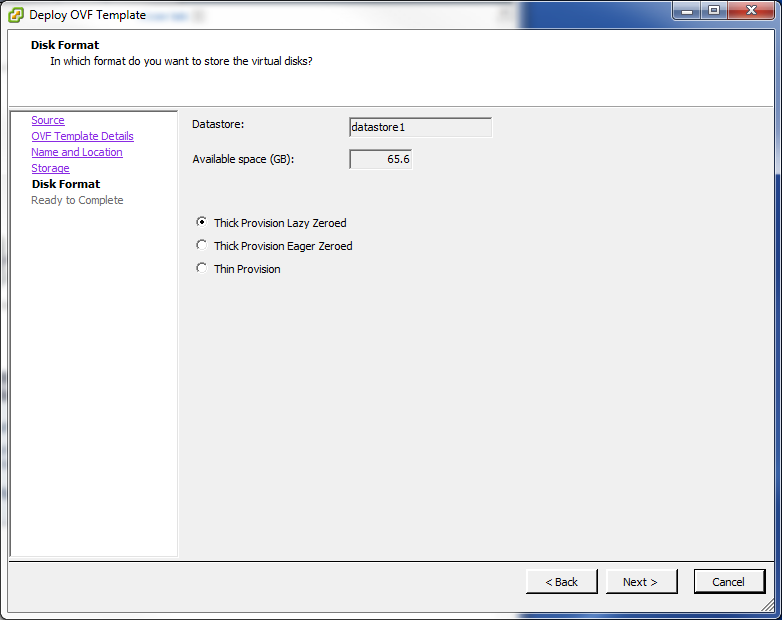 Deploy OVF Template
Disk Format
In which format do you want to store the virtual disks?
Source
OVF Template Details
Name and Location
Storage
Disk Format
Ready to Complete
Datastore: datastore1
Available space (GB): 65.6
Thick Provision Lazy Zeroed
Thick Provision Eager Zeroed
Thin Provision
< Back Next > Cancel